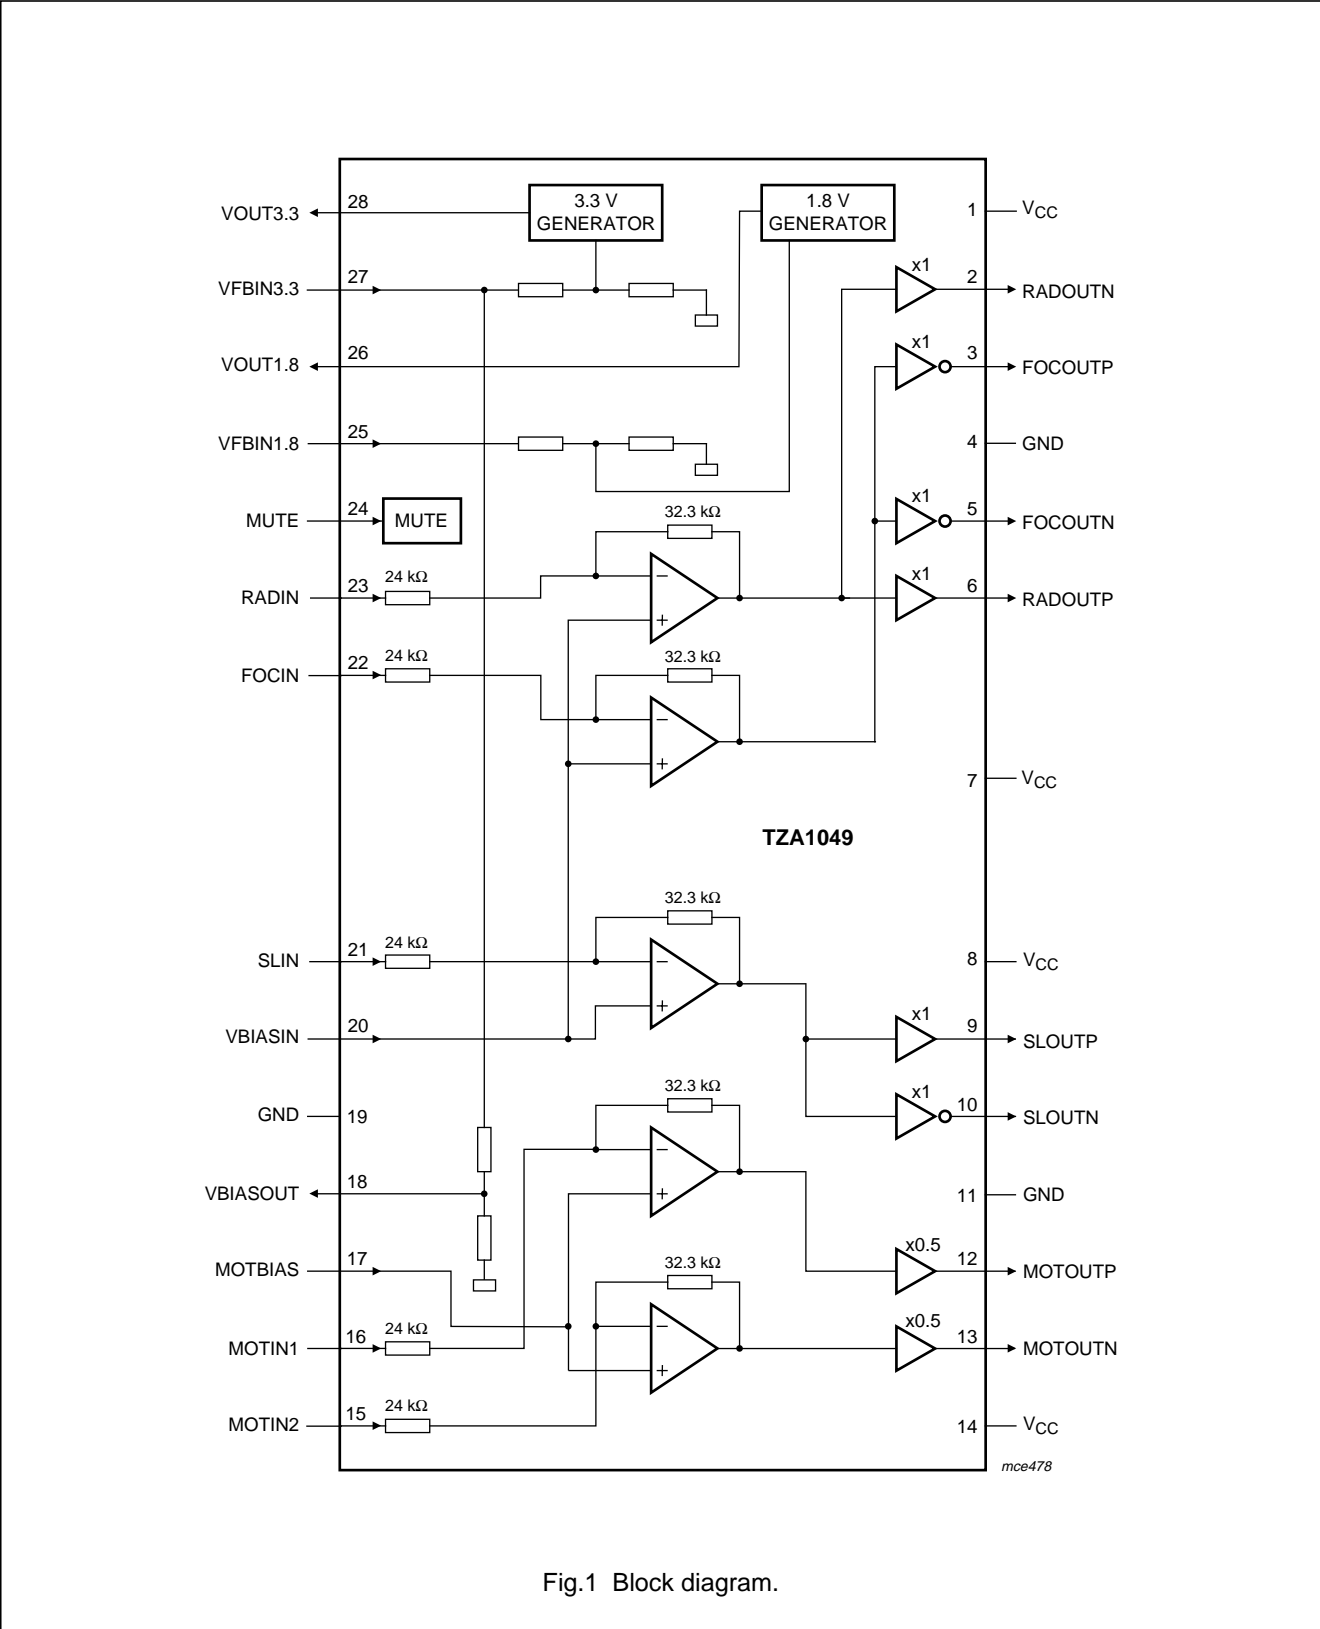 3.3 V
GENERATOR
1.8 V
GENERATOR
VOUT3.3
28
1
VCC
VFBIN3.3
27
x1
2
RADOUTN
VOUT1.8
26
x1
3
FOCOUTP
VFBIN1.8
25
4
GND
MUTE
24
MUTE
32.3 kΩ
x1
5
FOCOUTN
RADIN
23
24 kΩ
−
+
x1
6
RADOUTP
FOCIN
22
24 kΩ
32.3 kΩ
−
+
7
VCC
TZA1049
32.3 kΩ
SLIN
21
24 kΩ
−
+
8
VCC
VBIASIN
20
x1
9
SLOUTP
GND
19
32.3 kΩ
−
+
x1
10
SLOUTN
VBIASOUT
18
11
GND
MOTBIAS
17
32.3 kΩ
x0.5
12
MOTOUTP
MOTIN1
16
24 kΩ
−
+
x0.5
13
MOTOUTN
MOTIN2
15
24 kΩ
14
VCC
mce478
Fig.1 Block diagram.